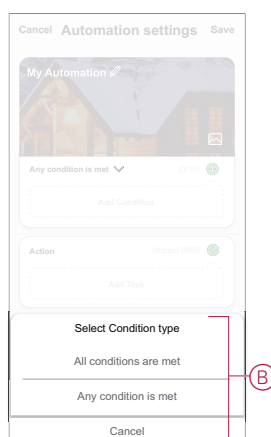 Cancel Automation settings Save
My Automation
Any condition is met
Add Condition
Action
Add Task
Select Condition type
All conditions are met
Any condition is met
Cancel
B